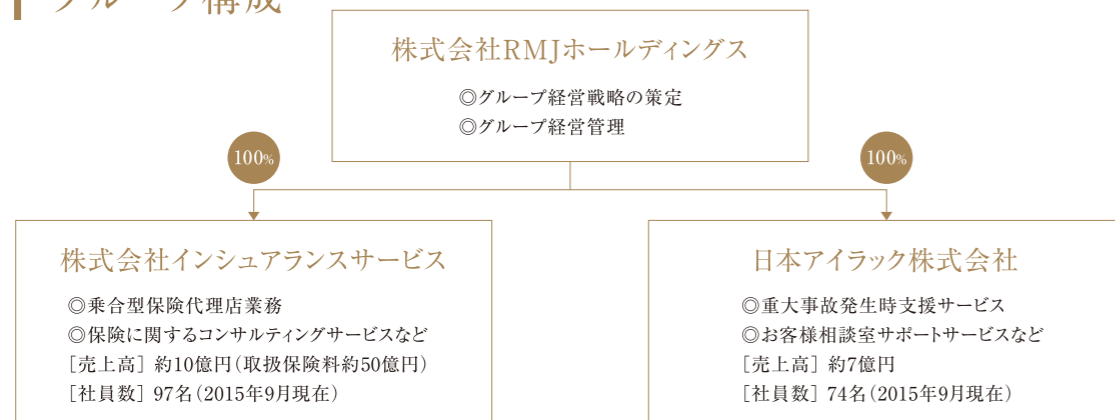 グループ構成
株式会社RMJホールディングス
◎グループ経営戦略の策定
◎グループ経営管理
100%
100%
株式会社インシュアランスサービス
◎乗合型保険代理店業務
◎保険に関するコンサルティングサービスなど
［売上高］約10億円（取扱保険料約50億円）
［社員数］97名（2015年9月現在）
日本アイラック株式会社
◎重大事故発生時支援サービス
◎お客様相談室サポートサービスなど
［売上高］約7億円
［社員数］74名（2015年9月現在）